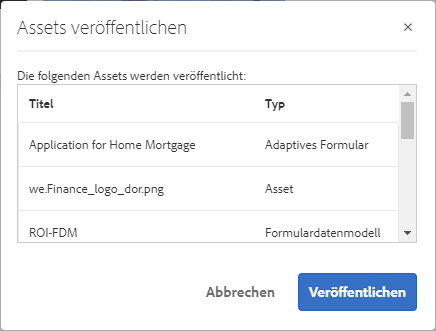 Assets veröffentlichen
Die folgenden Assets werden veröffentlicht:
Titel Typ
Application for Home Mortgage Adaptives Formular
we.Finance_logo_dor.png Asset
ROI-FDM Formulardatenmodell
Abbrechen Veröffentlichen